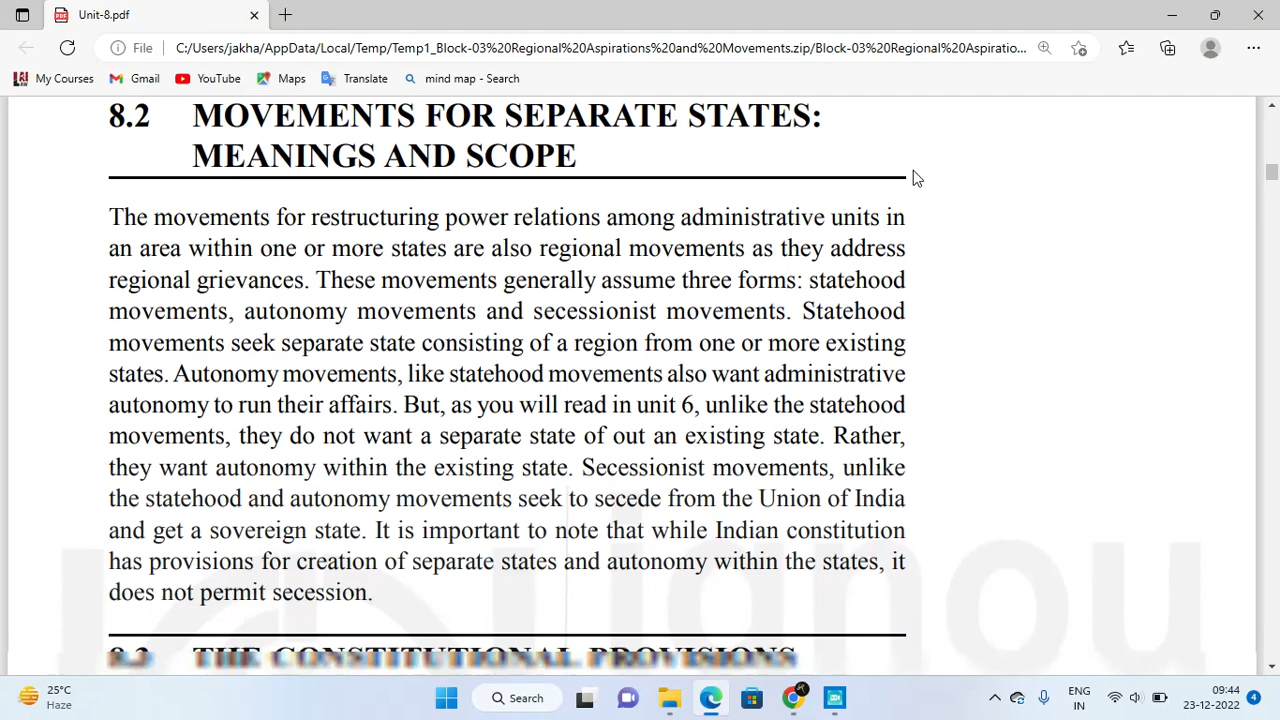 Unit-8.pdf
File C:/Users/jakha/AppData/Local/Temp/Temp1_Block-03%20Regional%20Aspirations%20and%20Movements.zip/Block-03%20Regional%20Aspiratio...
My Courses Gmail YouTube Maps Translate mind map - Search
8.2 MOVEMENTS FOR SEPARATE STATES:
MEANINGS AND SCOPE
The movements for restructuring power relations among administrative units in
an area within one or more states are also regional movements as they address
regional grievances. These movements generally assume three forms: statehood
movements, autonomy movements and secessionist movements. Statehood
movements seek separate state consisting of a region from one or more existing
states. Autonomy movements, like statehood movements also want administrative
autonomy to run their affairs. But, as you will read in unit 6, unlike the statehood
movements, they do not want a separate state of out an existing state. Rather,
they want autonomy within the existing state. Secessionist movements, unlike
the statehood and autonomy movements seek to secede from the Union of India
and get a sovereign state. It is important to note that while Indian constitution
has provisions for creation of separate states and autonomy within the states, it
does not permit secession.
ignou
8.3 THE CONSTITUTIONAL PROVISIONS
25°C
Haze
Search
ENG
IN
09:44
23-12-2022
4